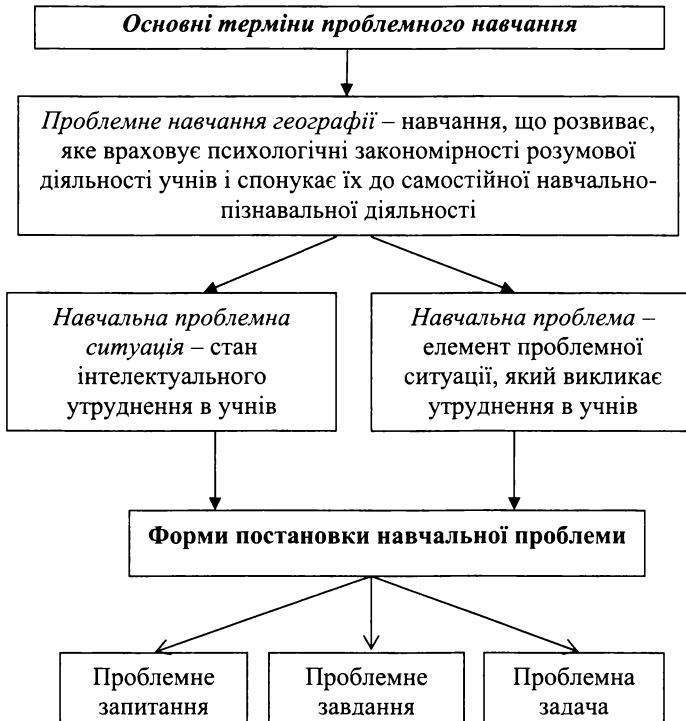 Основні терміни проблемного навчання
Проблемне навчання географії – навчання, що розвиває,
яке враховує психологічні закономірності розумової
діяльності учнів і спонукає їх до самостійної навчально-
пізнавальної діяльності
Навчальна проблемна
ситуація – стан
інтелектуального
утруднення в учнів
Навчальна проблема –
елемент проблемної
ситуації, який викликає
утруднення в учнів
Форми постановки навчальної проблеми
Проблемне
запитання
Проблемне
завдання
Проблемна
задача